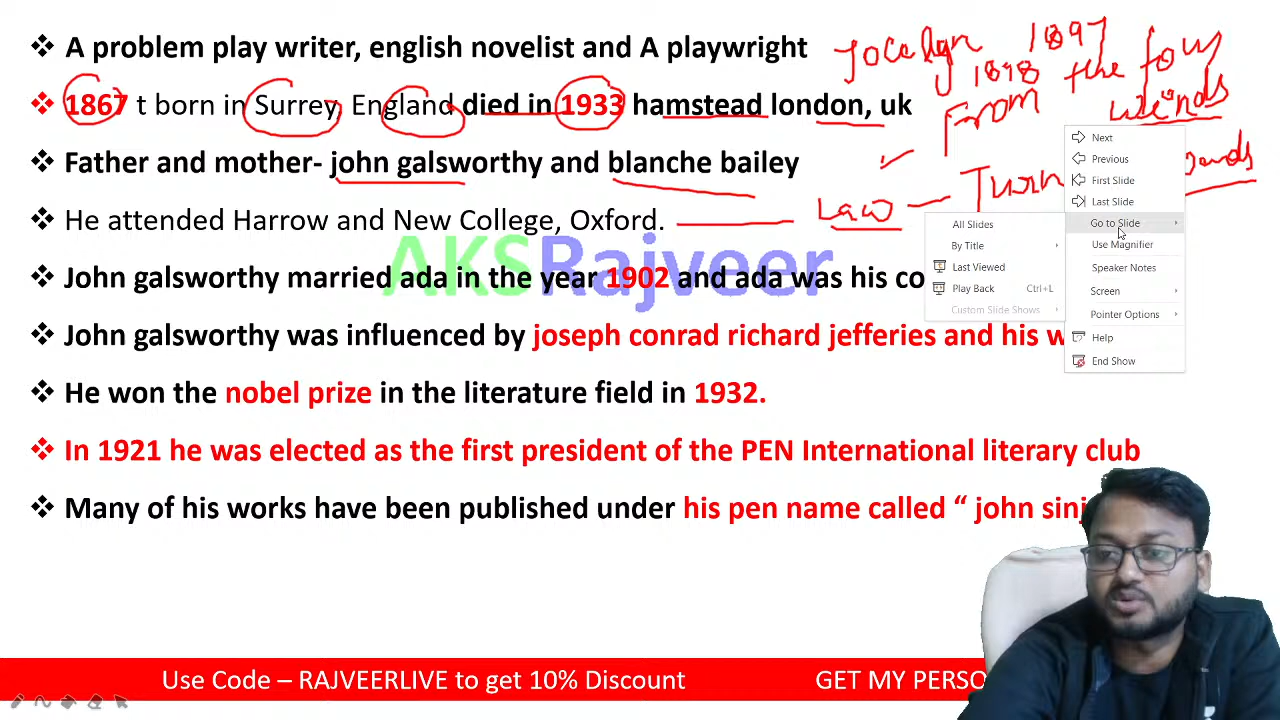 A problem play writer, english novelist and A playwright
Jocelyn 1897
1898 the four
winds
From
1867 t born in Surrey, England died in 1933 hamstead london, uk
Father and mother- john galsworthy and blanche bailey
He attended Harrow and New College, Oxford.
Law
AKSRajveer
John galsworthy married ada in the year 1902 and ada was his co
John galsworthy was influenced by joseph conrad richard jefferies and his w
He won the nobel prize in the literature field in 1932.
In 1921 he was elected as the first president of the PEN International literary club
Many of his works have been published under his pen name called “ john sinj
Next
Previous
First Slide
Last Slide
Go to Slide
Use Magnifier
Speaker Notes
Screen
Pointer Options
Help
End Show
All Slides
By Title
Last Viewed
Play Back Ctrl+L
Custom Slide Shows
Use Code – RAJVEERLIVE to get 10% Discount
GET MY PERSO